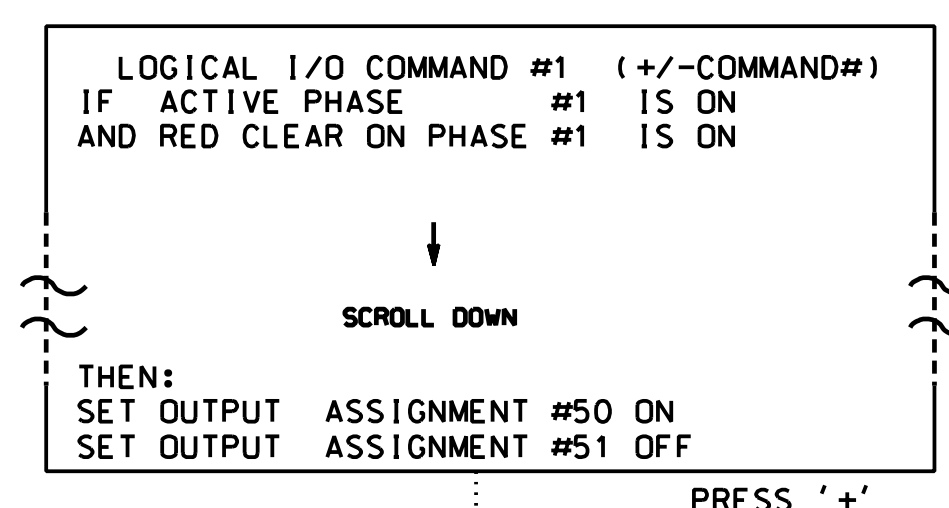 LOGICAL I/O COMMAND #1 (+/-COMMAND#)
IF ACTIVE PHASE #1 IS ON
AND RED CLEAR ON PHASE #1 IS ON
SCROLL DOWN
THEN:
SET OUTPUT ASSIGNMENT #50 ON
SET OUTPUT ASSIGNMENT #51 OFF
PRESS '+'